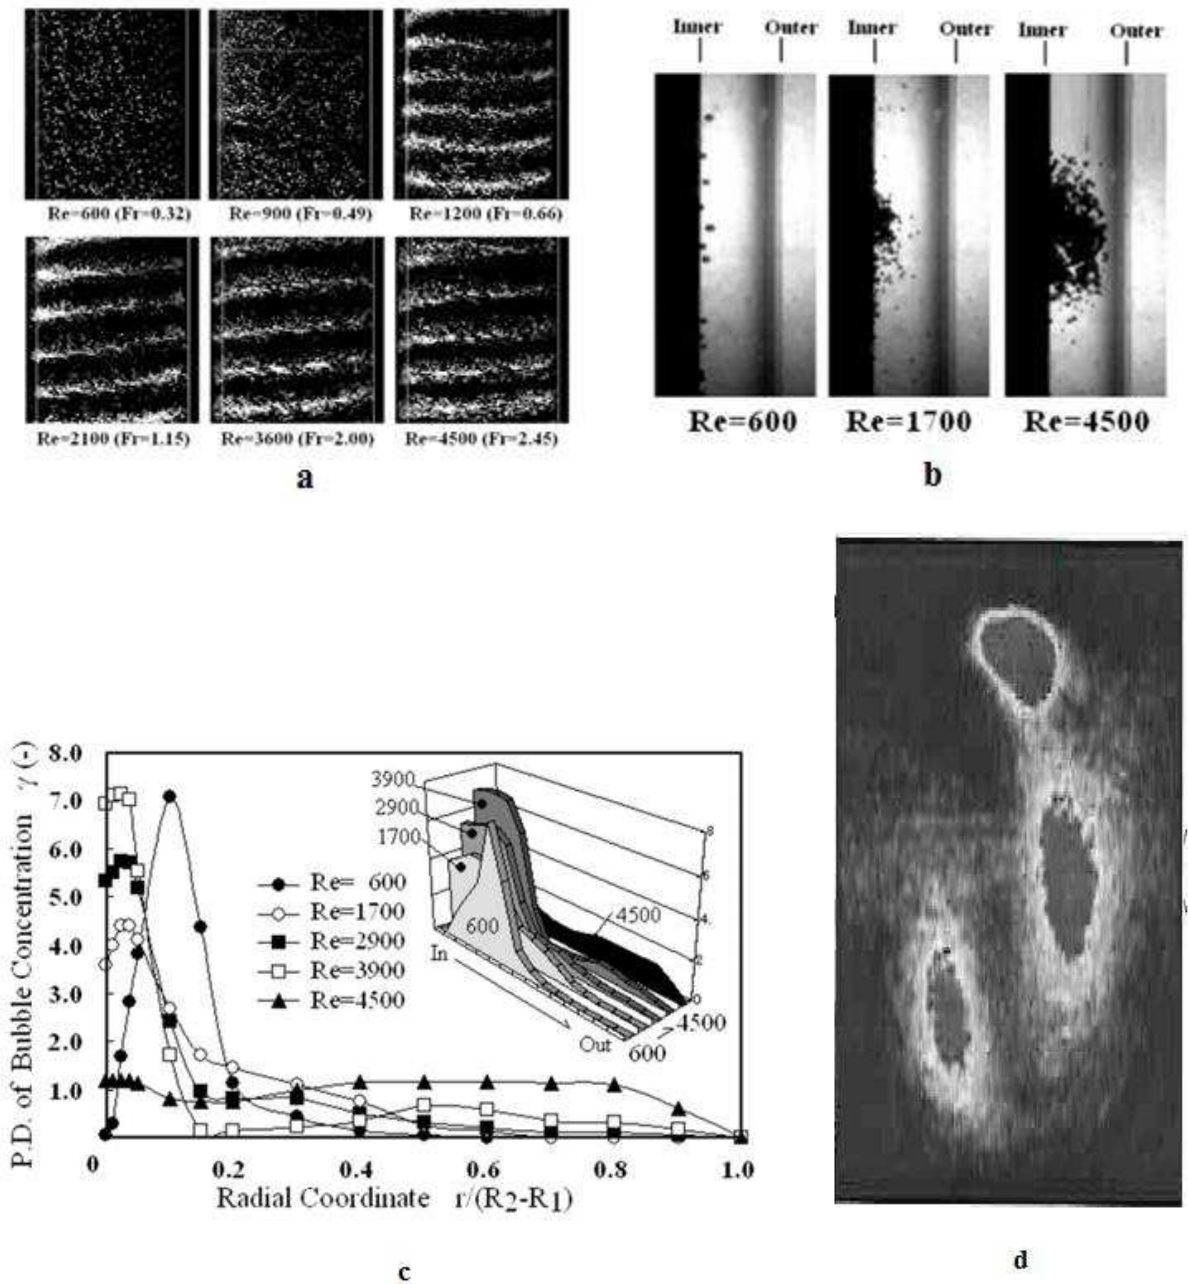 Re=600 (Fr=0.32)
Re=900 (Fr=0.49)
Re=1200 (Fr=0.66)
Re=2100 (Fr=1.15)
Re=3600 (Fr=2.00)
Re=4500 (Fr=2.45)
a
Inner Outer Inner Outer Inner Outer
Re=600
Re=1700
Re=4500
b
P.D. of Bubble Concentration γ (-)
8.0
7.0
6.0
5.0
4.0
3.0
2.0
1.0
0 0.2 0.4 0.6 0.8 1.0
Radial Coordinate r/(R2-R1)
Re= 600
Re=1700
Re=2900
Re=3900
Re=4500
3900
2900
1700
600
4500
In
Out
600
4500
8
6
4
2
0
c
d